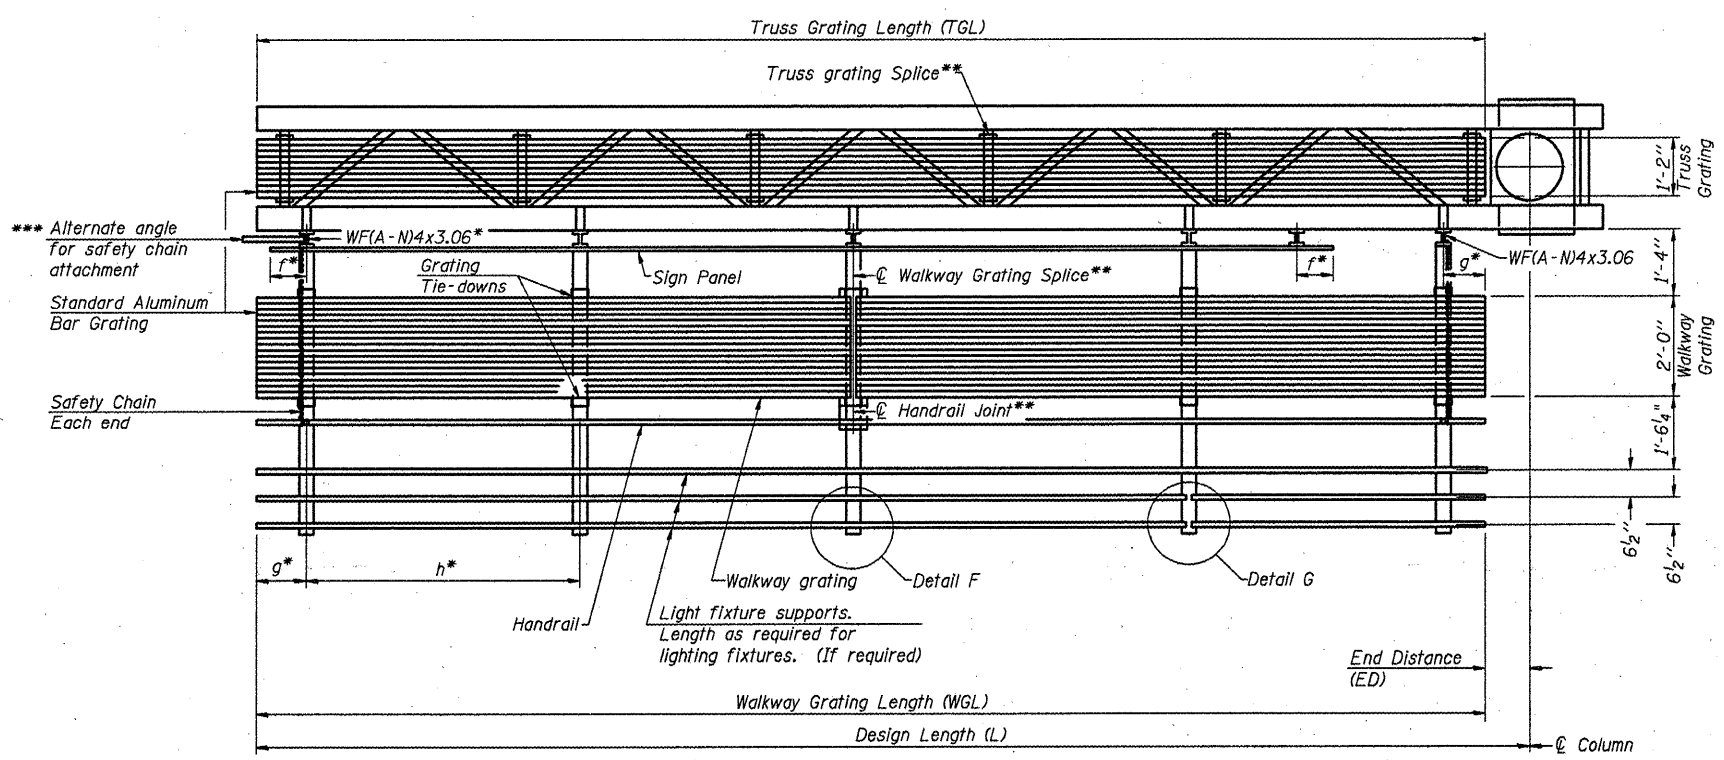 Truss Grating Length (TGL)
Truss grating Splice**
1'-2"
Truss
Grating
*** Alternate angle
for safety chain
attachment
WF(A-N)4x3.06*
WF(A-N)4x3.06
f*
Grating
Tie-downs
Sign Panel
℄ Walkway Grating Splice**
f*
g*
1'-4"
Standard Aluminum
Bar Grating
2'-0"
Walkway
Grating
Safety Chain
Each end
℄ Handrail Joint**
1'-6¼"
6½"
6½"
g*
h*
Walkway grating
Detail F
Detail G
Handrail
Light fixture supports.
Length as required for
lighting fixtures. (If required)
End Distance
(ED)
Walkway Grating Length (WGL)
Design Length (L)
℄ Column